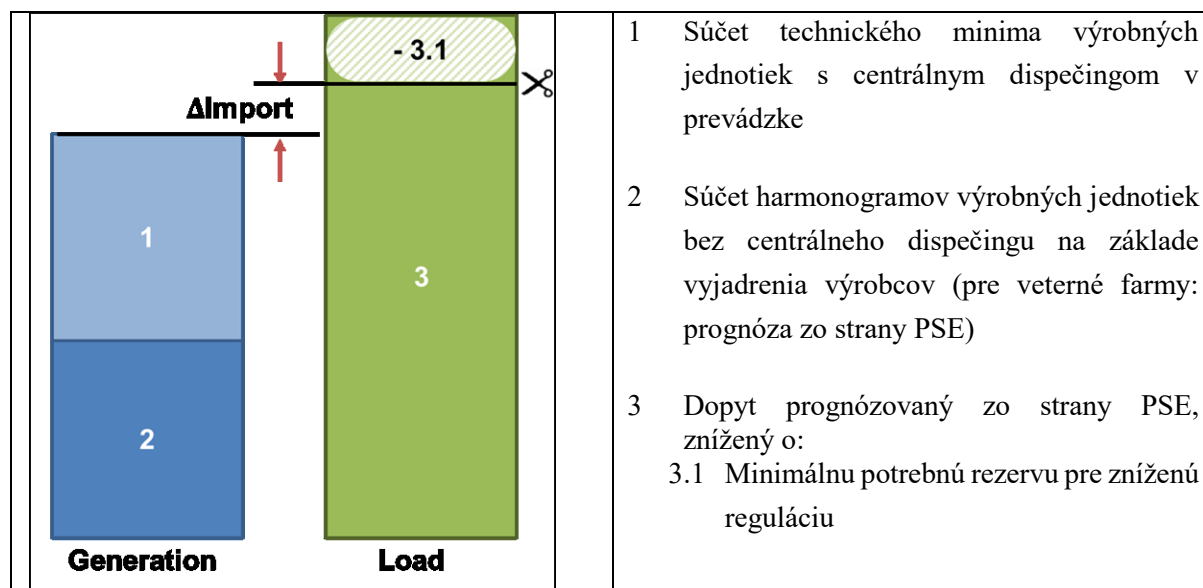 - 3.1
ΔImport
1
3
2
Generation
Load
1 Súčet technického minima výrobných
jednotiek s centrálnym dispečingom v
prevádzke
2 Súčet harmonogramov výrobných jednotiek
bez centrálneho dispečingu na základe
vyjadrenia výrobcov (pre veterné farmy:
prognóza zo strany PSE)
3 Dopyt prognózovaný zo strany PSE,
znížený o:
3.1 Minimálnu potrebnú rezervu pre zníženú
reguláciu